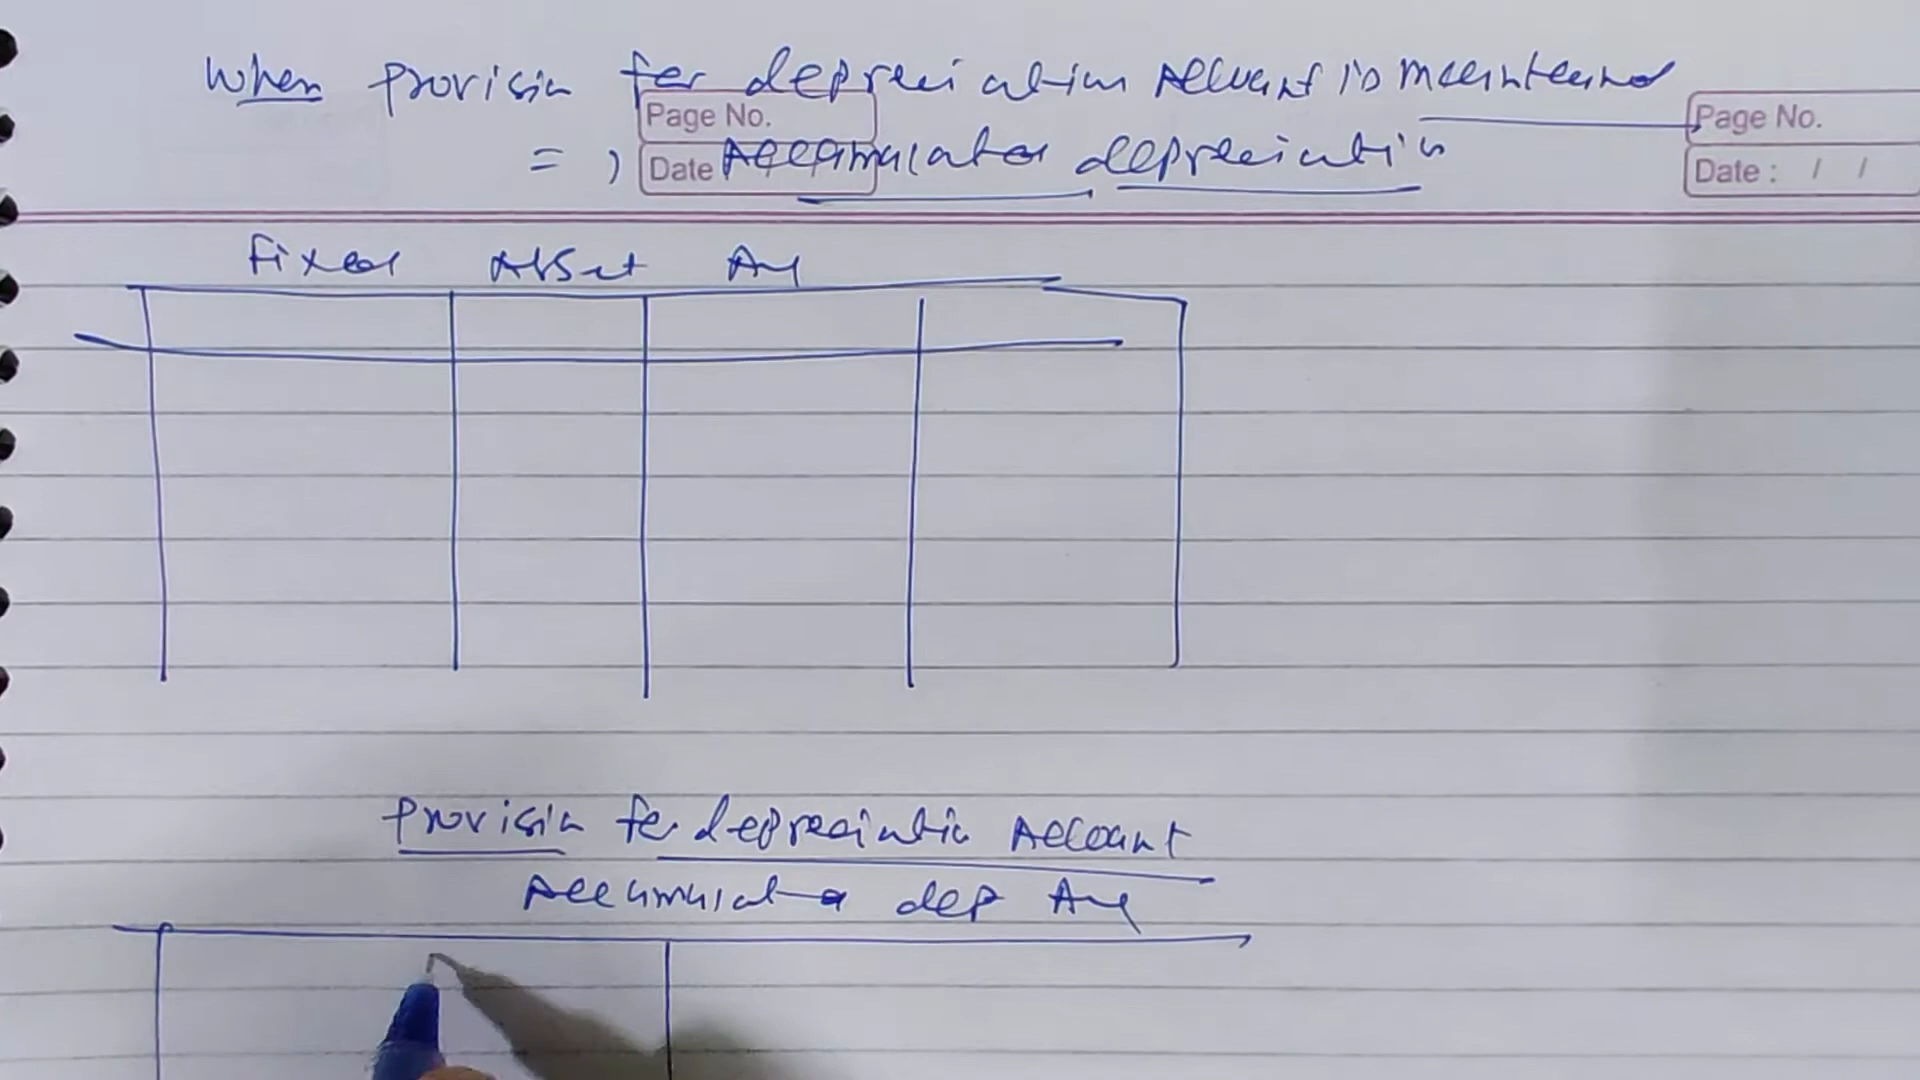 When provision for depreciation Account is maintained
Page No.
Page No.
= ) Accumulated depreciation
Date
Date : / /
Fixed Asset A/c
Provision for depreciation Account
Accumulated dep A/c